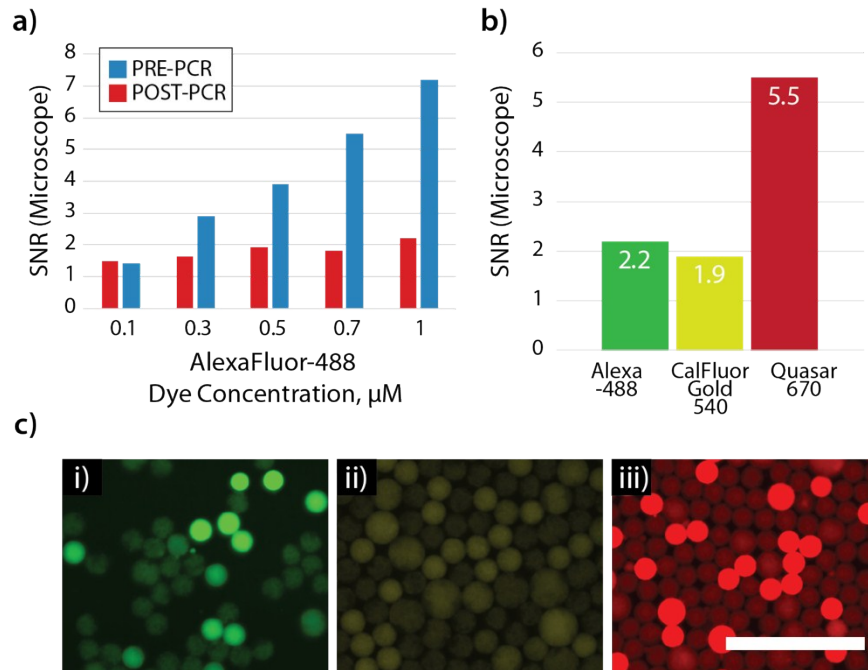 a)
PRE-PCR
POST-PCR
SNR (Microscope)
8
7
6
5
4
3
2
1
0
0.1 0.3 0.5 0.7 1
AlexaFluor-488
Dye Concentration, µM
b)
SNR (Microscope)
6
5
4
3
2
1
0
2.2
1.9
5.5
Alexa
-488
CalFluor
Gold
540
Quasar
670
c)
i)
ii)
iii)